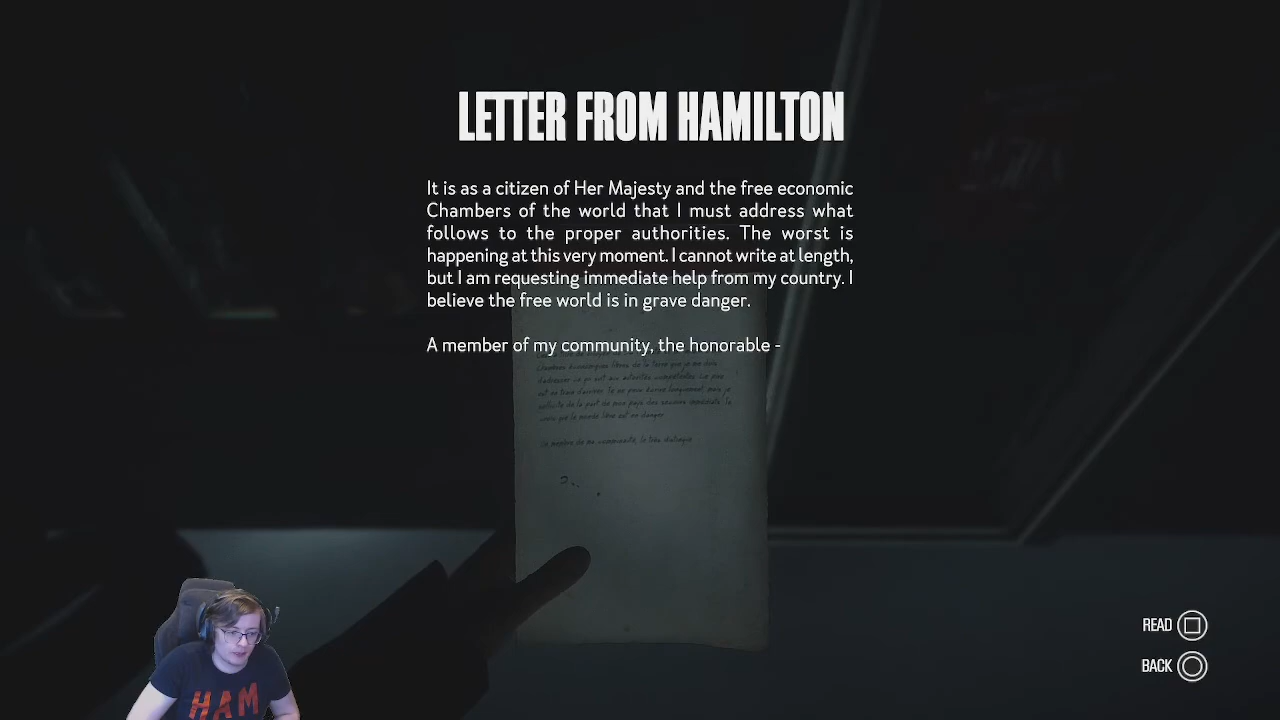 LETTER FROM HAMILTON
It is as a citizen of Her Majesty and the free economic
Chambers of the world that I must address what
follows to the proper authorities. The worst is
happening at this very moment. I cannot write at length,
but I am requesting immediate help from my country. I
believe the free world is in grave danger.
A member of my community, the honorable -
READ
BACK
HAM